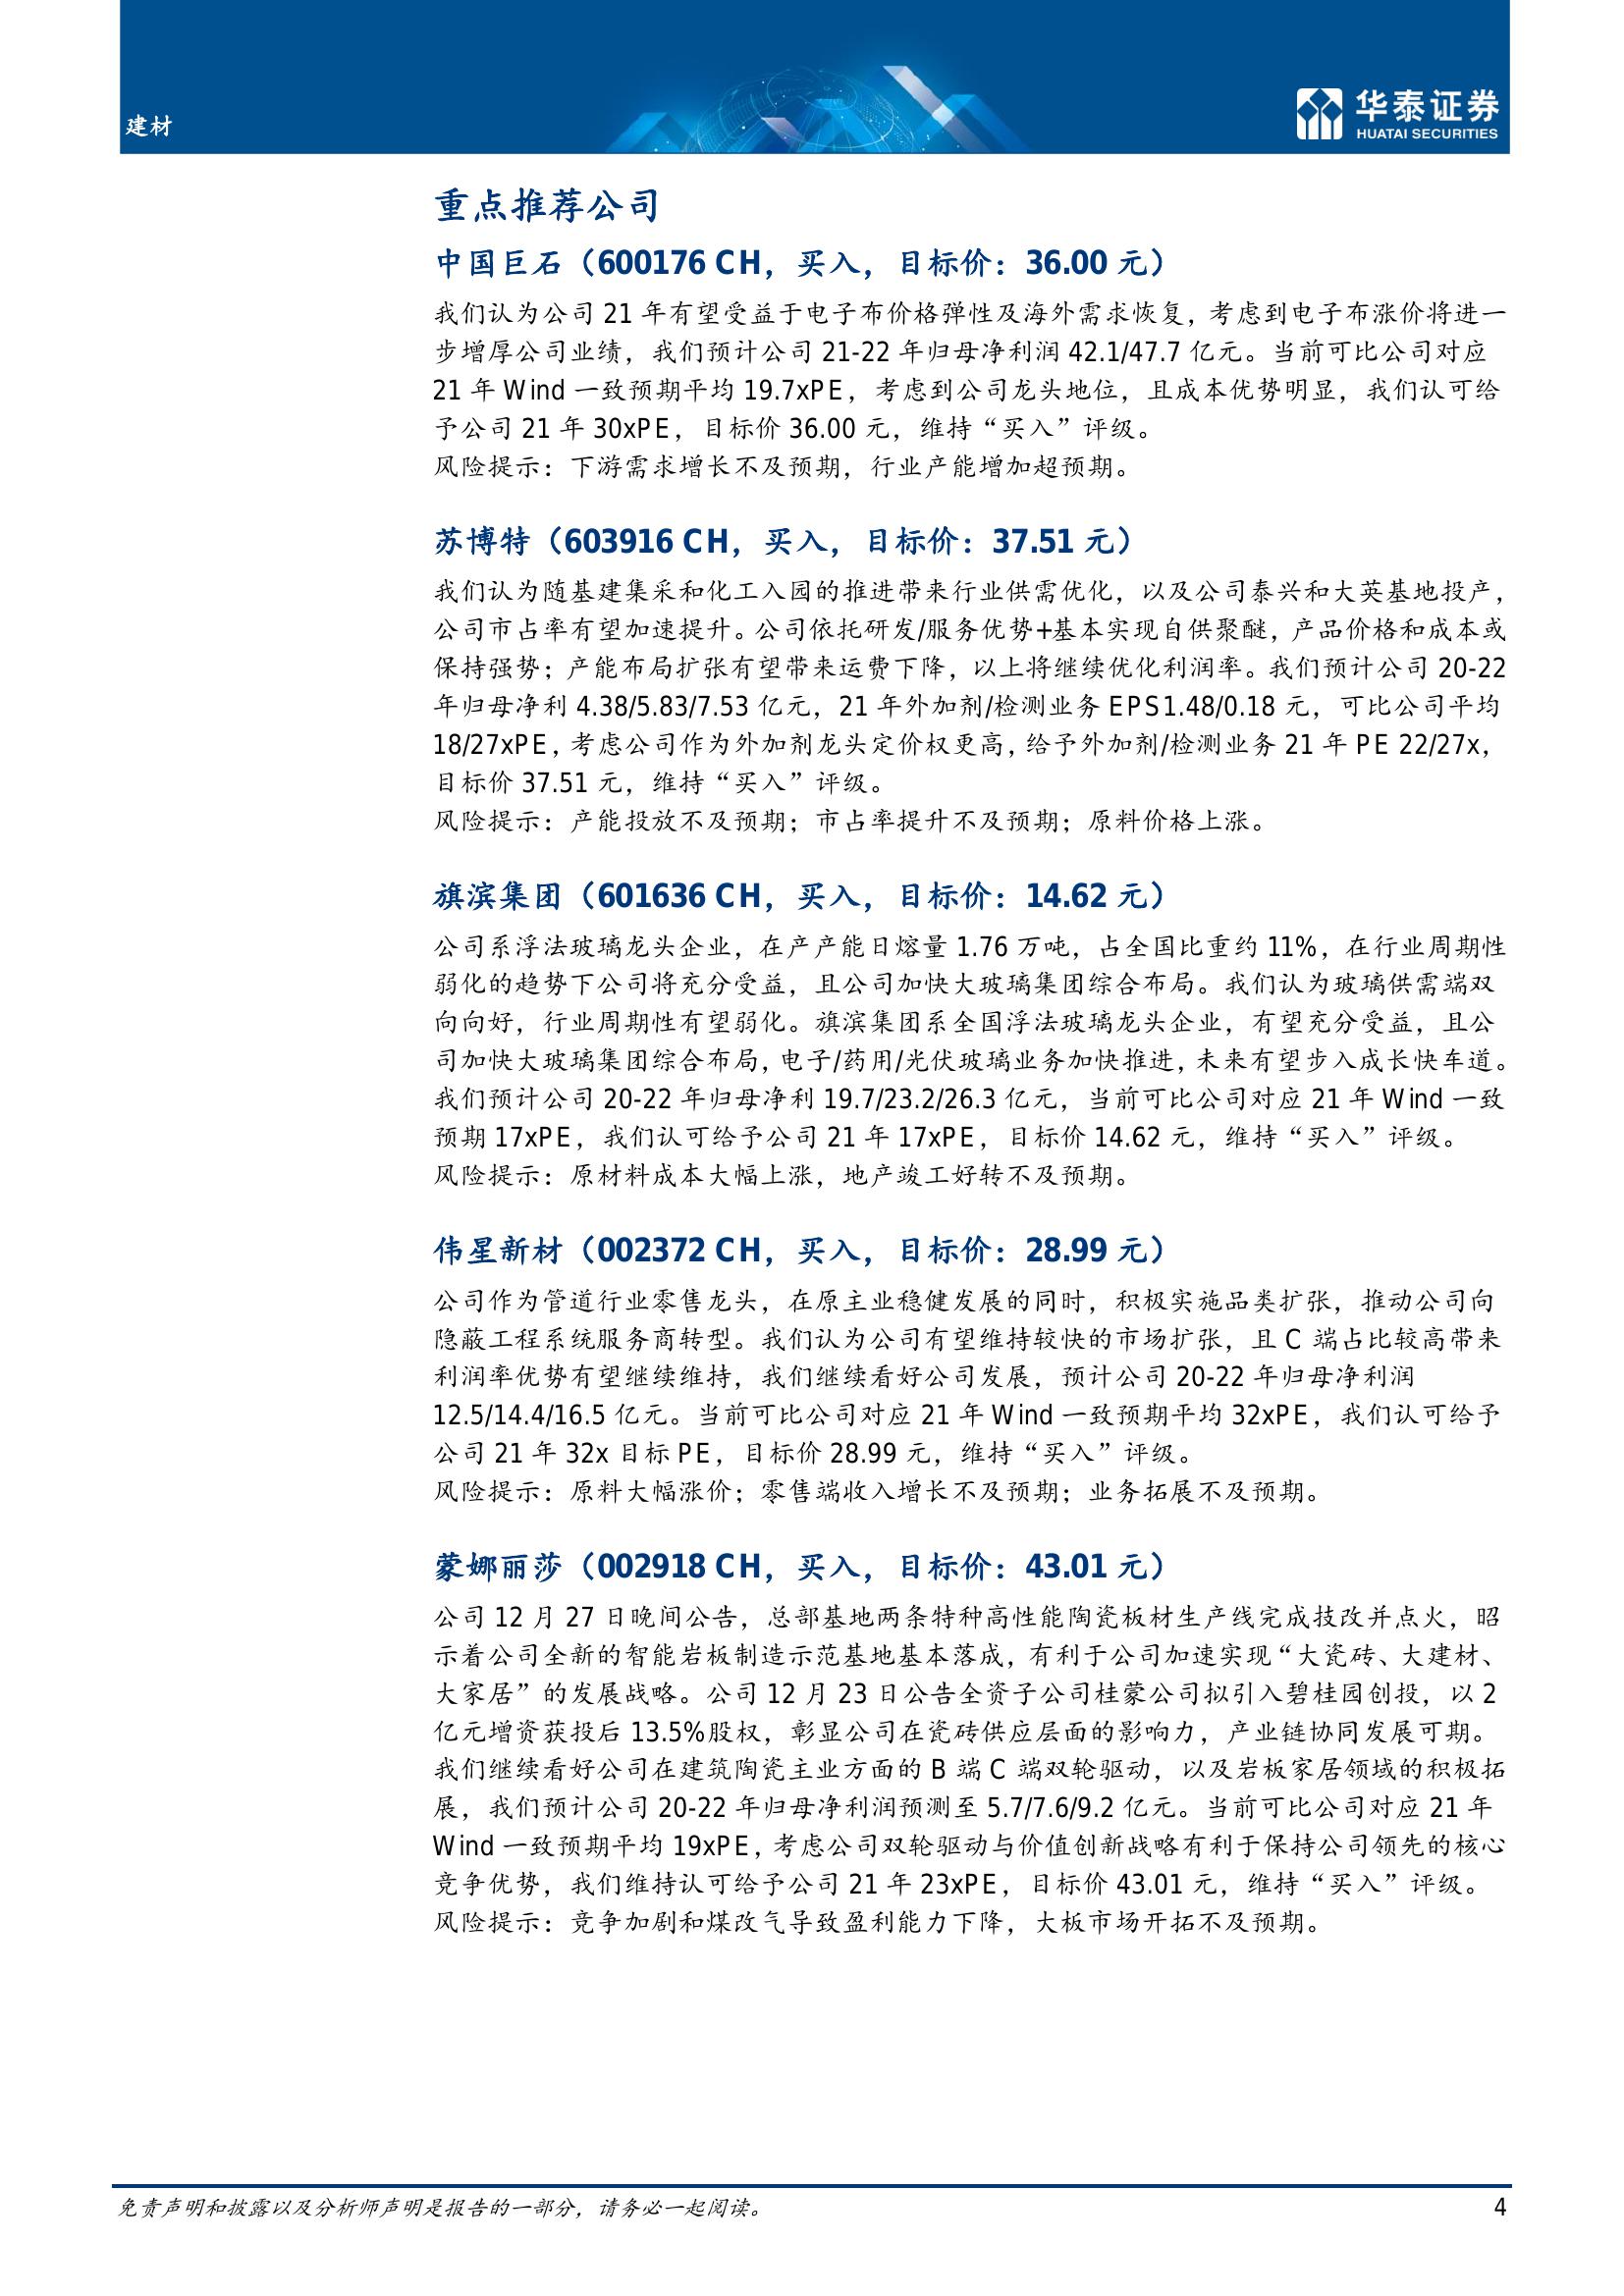 建材
华泰证券
HUATAI SECURITIES
重点推荐公司
中国巨石（600176 CH，买入，目标价：36.00 元）
我们认为公司 21 年有望受益于电子布价格弹性及海外需求恢复，考虑到电子布涨价将进一
步增厚公司业绩，我们预计公司 21-22 年归母净利润 42.1/47.7 亿元。当前可比公司对应
21 年 Wind 一致预期平均 19.7xPE，考虑到公司龙头地位，且成本优势明显，我们认可给
予公司 21 年 30xPE，目标价 36.00 元，维持“买入”评级。
风险提示：下游需求增长不及预期，行业产能增加超预期。
苏博特（603916 CH，买入，目标价：37.51 元）
我们认为随基建集采和化工入园的推进带来行业供需优化，以及公司泰兴和大英基地投产，
公司市占率有望加速提升。公司依托研发/服务优势+基本实现自供聚醚，产品价格和成本或
保持强势；产能布局扩张有望带来运费下降，以上将继续优化利润率。我们预计公司 20-22
年归母净利 4.38/5.83/7.53 亿元，21 年外加剂/检测业务 EPS1.48/0.18 元，可比公司平均
18/27xPE，考虑公司作为外加剂龙头定价权更高，给予外加剂/检测业务 21 年 PE 22/27x，
目标价 37.51 元，维持“买入”评级。
风险提示：产能投放不及预期；市占率提升不及预期；原料价格上涨。
旗滨集团（601636 CH，买入，目标价：14.62 元）
公司系浮法玻璃龙头企业，在产产能日熔量 1.76 万吨，占全国比重约 11%，在行业周期性
弱化的趋势下公司将充分受益，且公司加快大玻璃集团综合布局。我们认为玻璃供需端双
向向好，行业周期性有望弱化。旗滨集团系全国浮法玻璃龙头企业，有望充分受益，且公
司加快大玻璃集团综合布局，电子/药用/光伏玻璃业务加快推进，未来有望步入成长快车道。
我们预计公司 20-22 年归母净利 19.7/23.2/26.3 亿元，当前可比公司对应 21 年 Wind 一致
预期 17xPE，我们认可给予公司 21 年 17xPE，目标价 14.62 元，维持“买入”评级。
风险提示：原材料成本大幅上涨，地产竣工好转不及预期。
伟星新材（002372 CH，买入，目标价：28.99 元）
公司作为管道行业零售龙头，在原主业稳健发展的同时，积极实施品类扩张，推动公司向
隐蔽工程系统服务商转型。我们认为公司有望维持较快的市场扩张，且 C 端占比较高带来
利润率优势有望继续维持，我们继续看好公司发展，预计公司 20-22 年归母净利润
12.5/14.4/16.5 亿元。当前可比公司对应 21 年 Wind 一致预期平均 32xPE，我们认可给予
公司 21 年 32x 目标 PE，目标价 28.99 元，维持“买入”评级。
风险提示：原料大幅涨价；零售端收入增长不及预期；业务拓展不及预期。
蒙娜丽莎（002918 CH，买入，目标价：43.01 元）
公司 12 月 27 日晚间公告，总部基地两条特种高性能陶瓷板材生产线完成技改并点火，昭
示着公司全新的智能岩板制造示范基地基本落成，有利于公司加速实现“大瓷砖、大建材、
大家居”的发展战略。公司 12 月 23 日公告全资子公司桂蒙公司拟引入碧桂园创投，以 2
亿元增资获投后 13.5%股权，彰显公司在瓷砖供应层面的影响力，产业链协同发展可期。
我们继续看好公司在建筑陶瓷主业方面的 B 端 C 端双轮驱动，以及岩板家居领域的积极拓
展，我们预计公司 20-22 年归母净利润预测至 5.7/7.6/9.2 亿元。当前可比公司对应 21 年
Wind 一致预期平均 19xPE，考虑公司双轮驱动与价值创新战略有利于保持公司领先的核心
竞争优势，我们维持认可给予公司 21 年 23xPE，目标价 43.01 元，维持“买入”评级。
风险提示：竞争加剧和煤改气导致盈利能力下降，大板市场开拓不及预期。
免责声明和披露以及分析师声明是报告的一部分，请务必一起阅读。
4